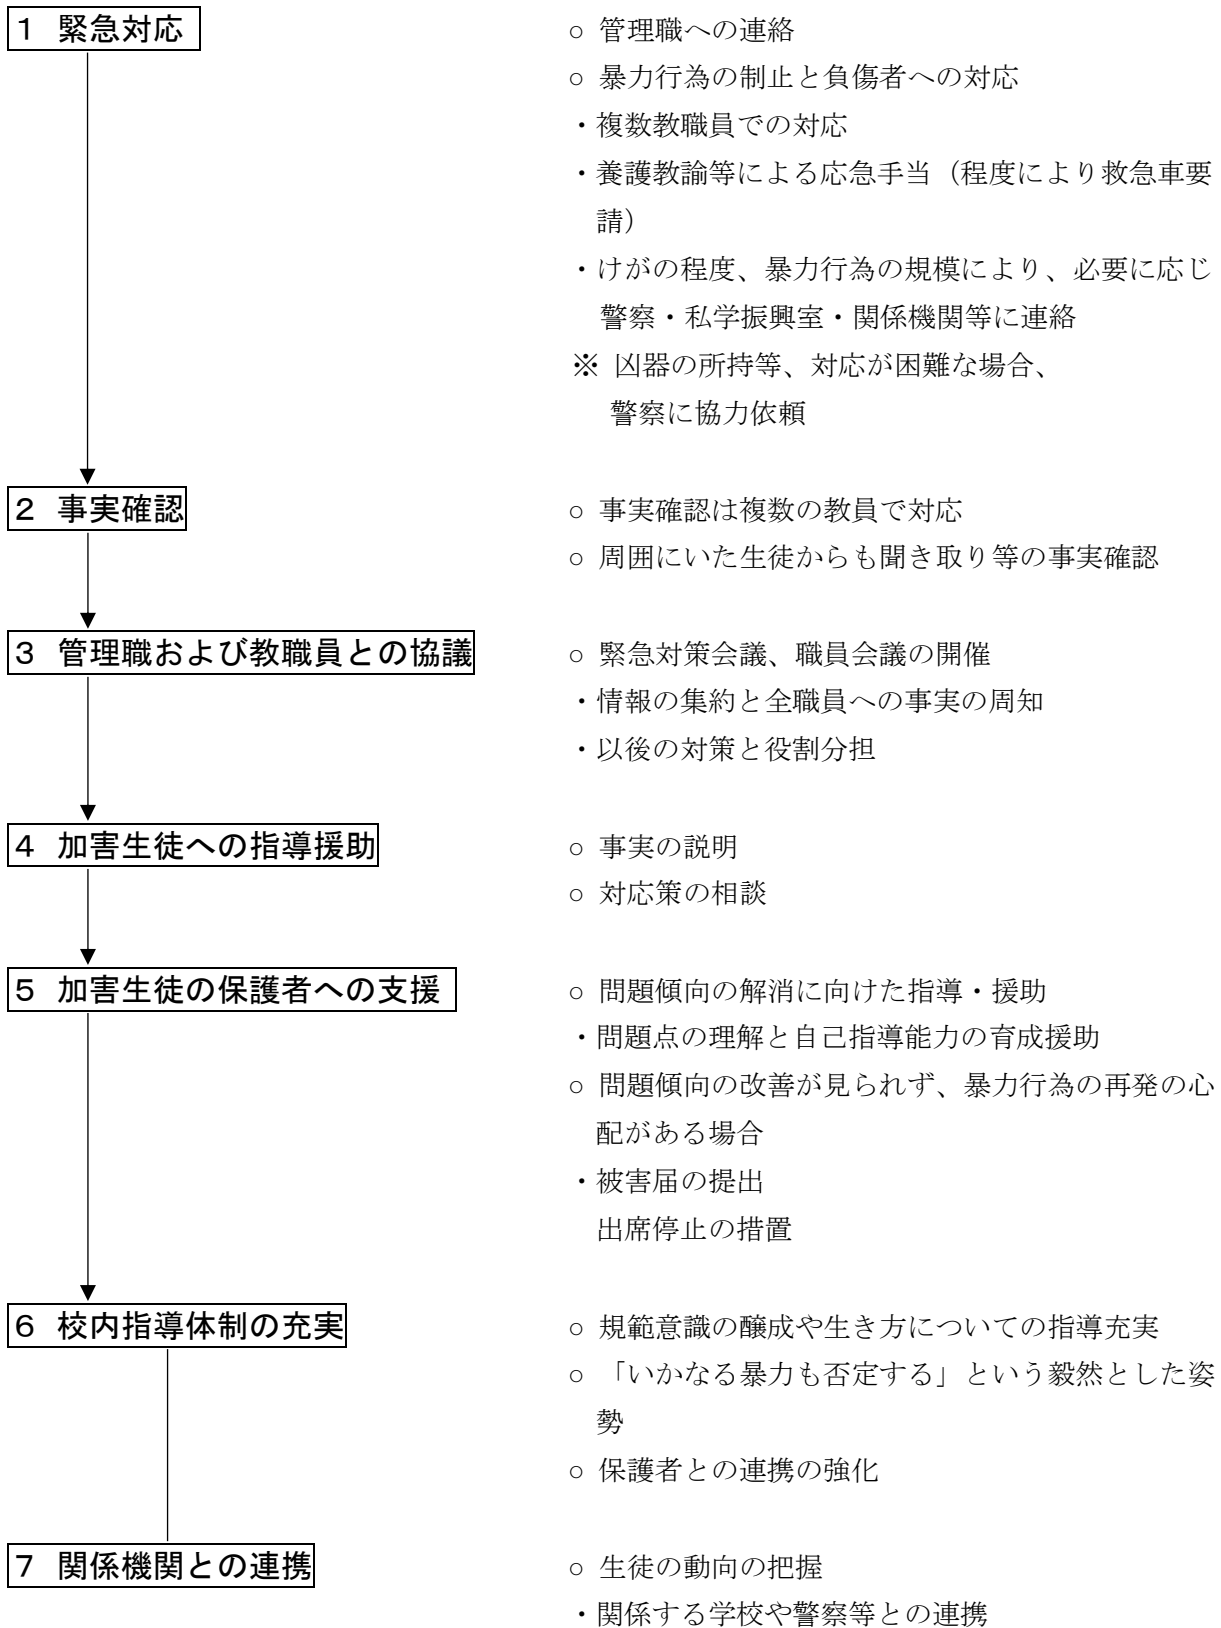 １ 緊急対応
○ 管理職への連絡
○ 暴力行為の制止と負傷者への対応
・複数教職員での対応
・養護教諭等による応急手当（程度により救急車要
請）
・けがの程度、暴力行為の規模により、必要に応じ
警察・私学振興室・関係機関等に連絡
※ 凶器の所持等、対応が困難な場合、
警察に協力依頼
２ 事実確認
○ 事実確認は複数の教員で対応
○ 周囲にいた生徒からも聞き取り等の事実確認
３ 管理職および教職員との協議
○ 緊急対策会議、職員会議の開催
・情報の集約と全職員への事実の周知
・以後の対策と役割分担
４ 加害生徒への指導援助
○ 事実の説明
○ 対応策の相談
５ 加害生徒の保護者への支援
○ 問題傾向の解消に向けた指導・援助
・問題点の理解と自己指導能力の育成援助
○ 問題傾向の改善が見られず、暴力行為の再発の心
配がある場合
・被害届の提出
出席停止の措置
６ 校内指導体制の充実
○ 規範意識の醸成や生き方についての指導充実
○ 「いかなる暴力も否定する」という毅然とした姿
勢
○ 保護者との連携の強化
７ 関係機関との連携
○ 生徒の動向の把握
・関係する学校や警察等との連携